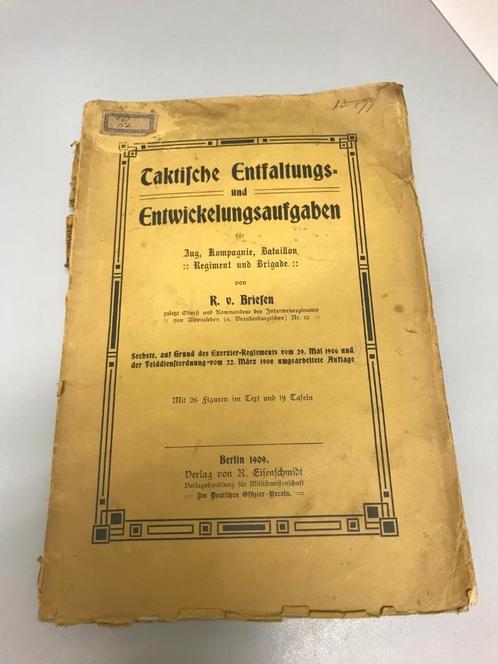 152
Taktische Entfaltungs-
und
Entwickelungsaufgaben
für
Zug, Kompagnie, Bataillon
:: Regiment und Brigade ::
von
R. v. Briesen
zuletzt Oberst und Kommandeur des Infanterieregiments
:: von Alvensleben (6. Brandenburgischen) Nr. 52 ::
Sechste, auf Grund des Exerzier-Reglements vom 29. Mai 1906 und
der Felddienstordnung vom 22. März 1908 umgearbeitete Auflage
Mit 26 Figuren im Text und 19 Tafeln
Berlin 1909.
Verlag von R. Eisenschmidt
Verlagsbuchhandlung für Militärwissenschaft
Im Deutschen Offizier-Verein.